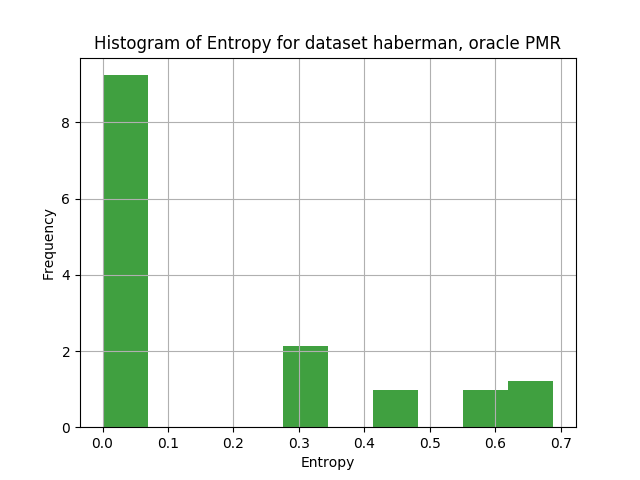 Histogram of Entropy for dataset haberman, oracle PMR
8
6
4
2
0
Frequency
0.0 0.1 0.2 0.3 0.4 0.5 0.6 0.7
Entropy